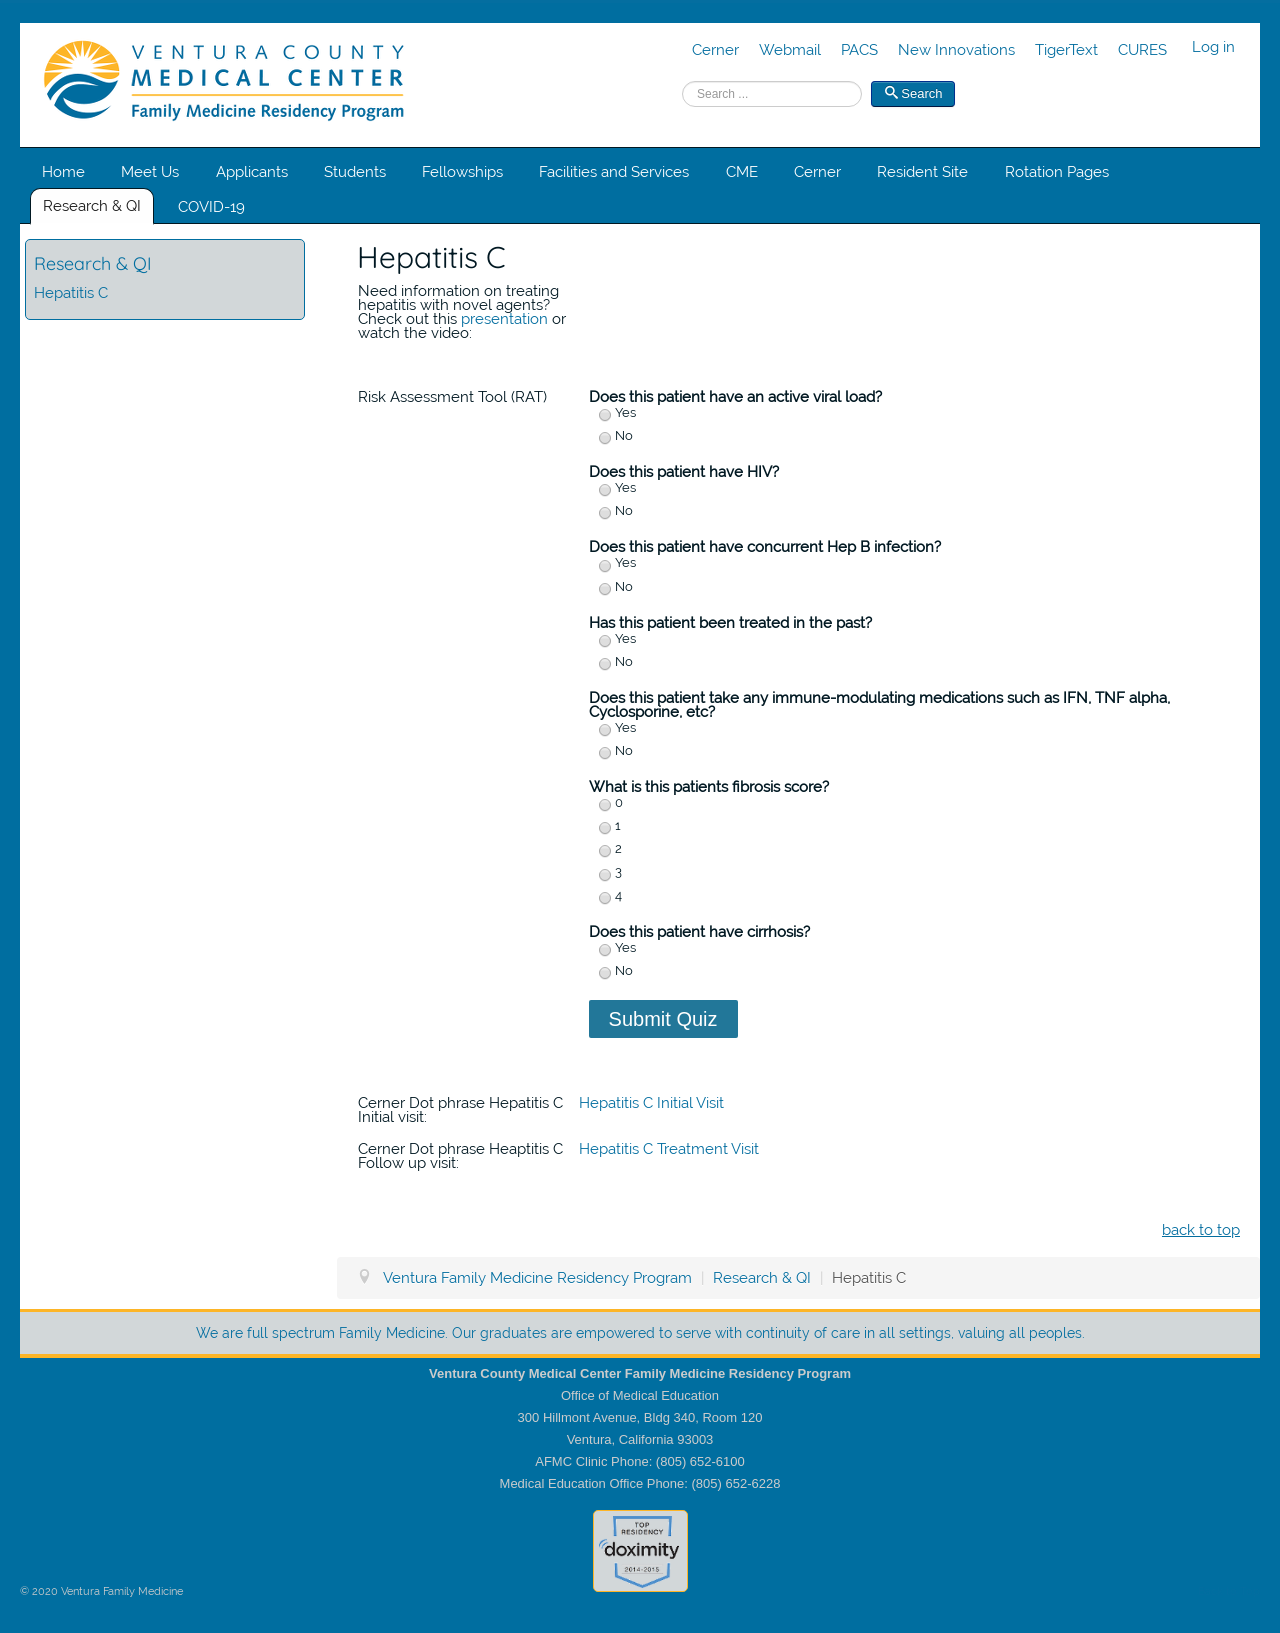 VENTURA COUNTY
MEDICAL CENTER
Family Medicine Residency Program
Cerner Webmail PACS New Innovations TigerText CURES Log in
Search ... Search
Home Meet Us Applicants Students Fellowships Facilities and Services CME Cerner Resident Site Rotation Pages
Research & QI COVID-19
Research & QI
Hepatitis C
Hepatitis C
Need information on treating
hepatitis with novel agents?
Check out this presentation or
watch the video:
Risk Assessment Tool (RAT)
Does this patient have an active viral load?
Yes
No
Does this patient have HIV?
Yes
No
Does this patient have concurrent Hep B infection?
Yes
No
Has this patient been treated in the past?
Yes
No
Does this patient take any immune-modulating medications such as IFN, TNF alpha,
Cyclosporine, etc?
Yes
No
What is this patients fibrosis score?
0
1
2
3
4
Does this patient have cirrhosis?
Yes
No
Submit Quiz
Cerner Dot phrase Hepatitis C
Initial visit:
Hepatitis C Initial Visit
Cerner Dot phrase Heaptitis C
Follow up visit:
Hepatitis C Treatment Visit
back to top
Ventura Family Medicine Residency Program | Research & QI | Hepatitis C
We are full spectrum Family Medicine. Our graduates are empowered to serve with continuity of care in all settings, valuing all peoples.
Ventura County Medical Center Family Medicine Residency Program
Office of Medical Education
300 Hillmont Avenue, Bldg 340, Room 120
Ventura, California 93003
AFMC Clinic Phone: (805) 652-6100
Medical Education Office Phone: (805) 652-6228
TOP
RESIDENCY
doximity
2014-2015
© 2020 Ventura Family Medicine